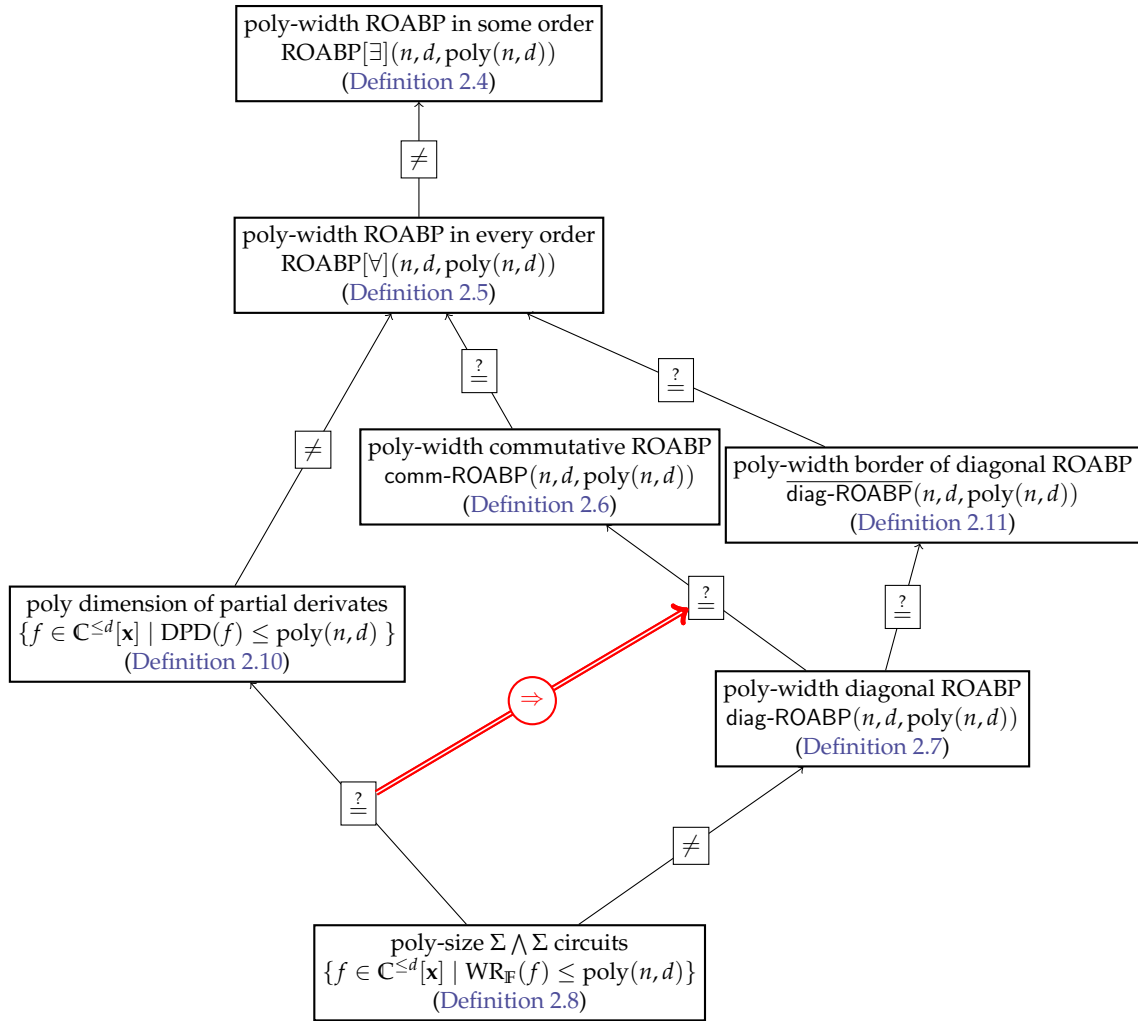 poly-width ROABP in some order
ROABP[∃](n, d, poly(n, d))
(Definition 2.4)
≠
poly-width ROABP in every order
ROABP[∀](n, d, poly(n, d))
(Definition 2.5)
?
=
?
=
≠
poly-width commutative ROABP
comm-ROABP(n, d, poly(n, d))
(Definition 2.6)
poly-width border of diagonal ROABP
\overline{diag-ROABP}(n, d, poly(n, d))
(Definition 2.11)
poly dimension of partial derivates
{f ∈ ℂ^{≤d}[x] | DPD(f) ≤ poly(n, d) }
(Definition 2.10)
?
=
?
=
⇒
poly-width diagonal ROABP
diag-ROABP(n, d, poly(n, d))
(Definition 2.7)
?
=
≠
poly-size Σ ⋀ Σ circuits
{f ∈ ℂ^{≤d}[x] | WR_𝔽(f) ≤ poly(n, d)}
(Definition 2.8)